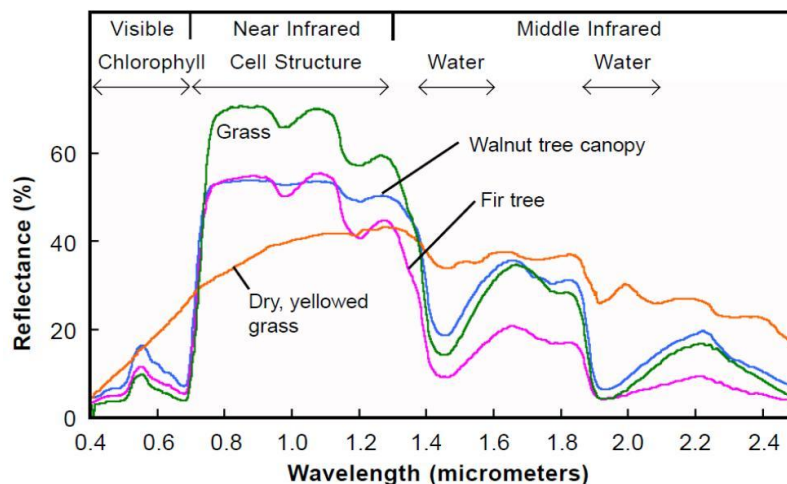 Visible Near Infrared Middle Infrared
Chlorophyll Cell Structure Water Water
Grass
Walnut tree canopy
Fir tree
Dry, yellowed
grass
Reflectance (%)
60
40
20
0
0.4 0.6 0.8 1.0 1.2 1.4 1.6 1.8 2.0 2.2 2.4
Wavelength (micrometers)